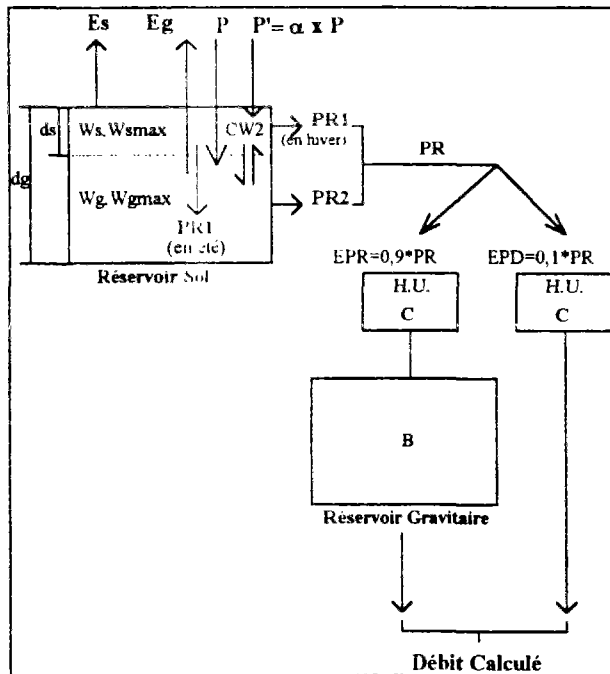 Es Eg P P'= α x P
ds Ws, Wsmax CW2 PR1
(en hiver)
PR
dg Wg, Wgmax PR2
PR1
(en été)
Réservoir Sol
EPR=0,9*PR EPD=0,1*PR
H.U. H.U.
C C
B
Réservoir Gravitaire
Débit Calculé